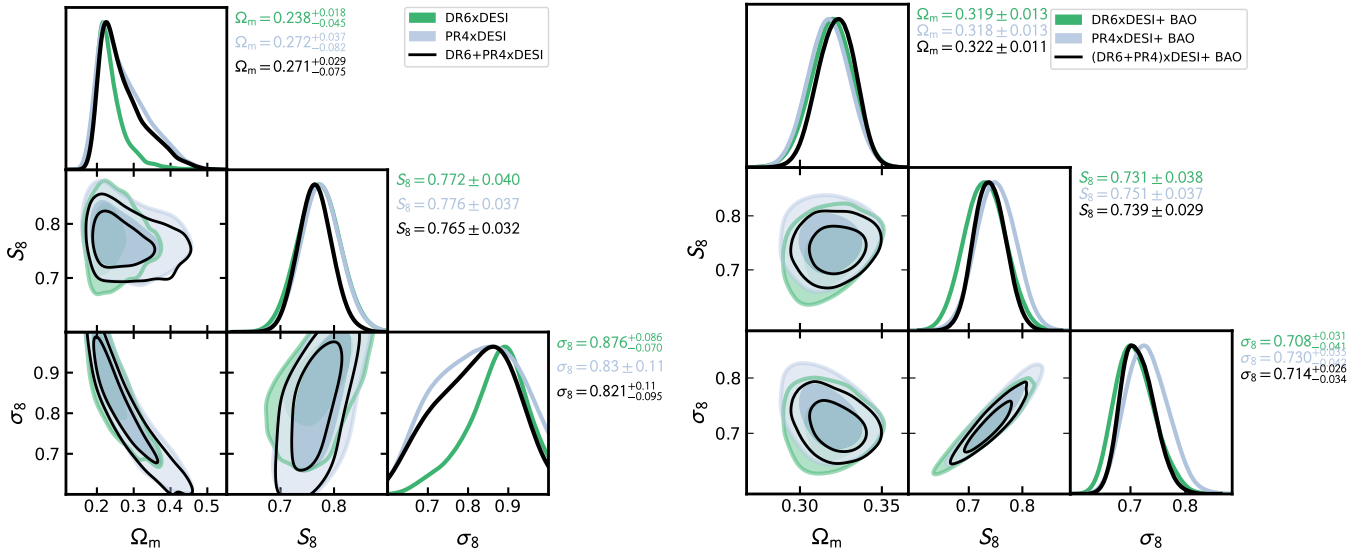 Ωₘ = 0.238⁺⁰·⁰¹⁸₋₀.₀₄₅
Ωₘ = 0.272⁺⁰·⁰³⁷₋₀.₀₈₂
Ωₘ = 0.271⁺⁰·⁰²⁹₋₀.₀₇₅
DR6xDESI
PR4xDESI
DR6+PR4xDESI
S₈ = 0.772 ± 0.040
S₈ = 0.776 ± 0.037
S₈ = 0.765 ± 0.032
0.8
0.7
S₈
σ₈ = 0.876⁺⁰·⁰⁸⁶₋₀.₀₇₀
σ₈ = 0.83 ± 0.11
σ₈ = 0.821⁺⁰·¹¹₋₀.₀₉₅
0.9
0.8
0.7
σ₈
0.2 0.3 0.4 0.5
0.7 0.8
0.7 0.8 0.9
Ωₘ
S₈
σ₈
Ωₘ = 0.319 ± 0.013
Ωₘ = 0.318 ± 0.013
Ωₘ = 0.322 ± 0.011
DR6xDESI+ BAO
PR4xDESI+ BAO
(DR6+PR4)xDESI+ BAO
S₈ = 0.731 ± 0.038
S₈ = 0.751 ± 0.037
S₈ = 0.739 ± 0.029
0.8
0.7
S₈
σ₈ = 0.708⁺⁰·⁰³¹₋₀.₀₄₁
σ₈ = 0.730
σ₈ = 0.714⁺⁰·⁰²⁶₋₀.₀₃₄
0.8
0.7
σ₈
0.30 0.35
0.7 0.8
0.7 0.8
Ωₘ
S₈
σ₈